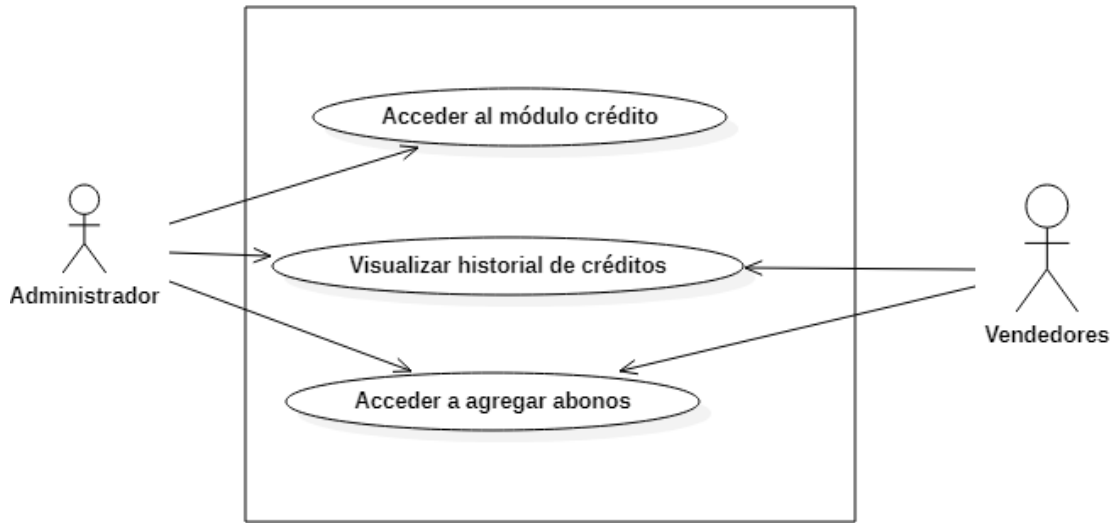 Acceder al módulo crédito
Visualizar historial de créditos
Administrador
Vendedores
Acceder a agregar abonos